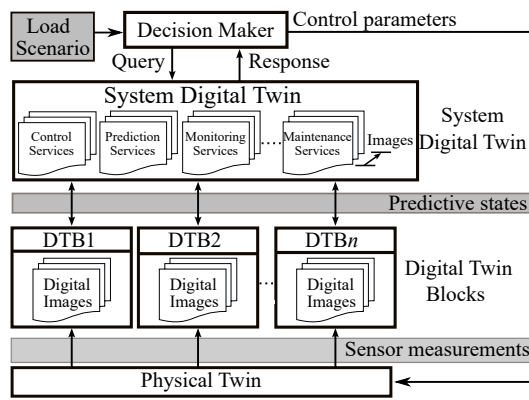 Load
Scenario
Decision Maker
Control parameters
Query
Response
System Digital Twin
Control
Services
Prediction
Services
Monitoring
Services
....
Maintenance
Services
Images
System
Digital Twin
Predictive states
DTB1
DTB2
DTBn
Digital
Images
Digital
Images
...
Digital
Images
Digital Twin
Blocks
Sensor measurements
Physical Twin